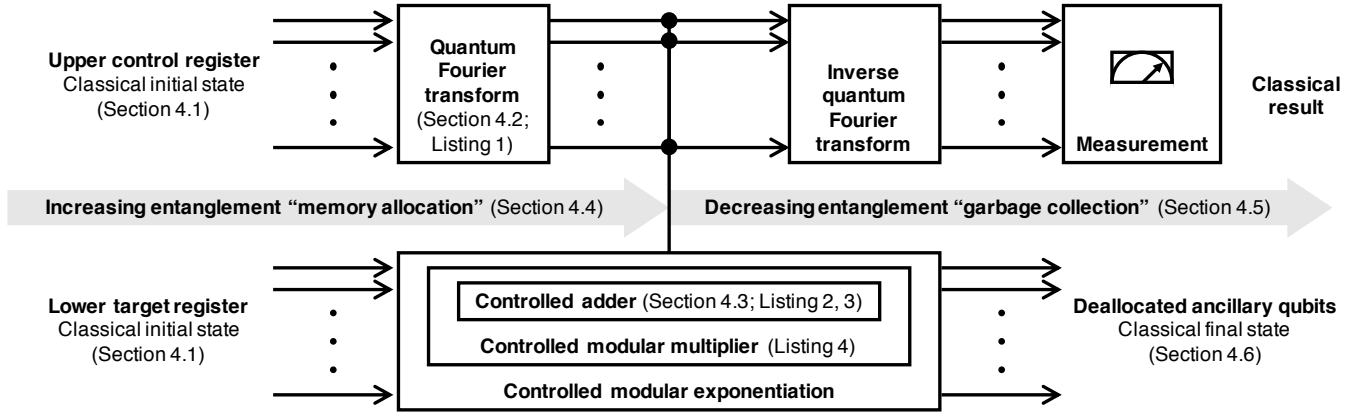 Upper control register
Classical initial state
(Section 4.1)
Quantum
Fourier
transform
(Section 4.2;
Listing 1)
Inverse
quantum
Fourier
transform
Measurement
Classical
result
Increasing entanglement “memory allocation” (Section 4.4)
Decreasing entanglement “garbage collection” (Section 4.5)
Lower target register
Classical initial state
(Section 4.1)
Controlled adder (Section 4.3; Listing 2, 3)
Controlled modular multiplier (Listing 4)
Controlled modular exponentiation
Deallocated ancillary qubits
Classical final state
(Section 4.6)